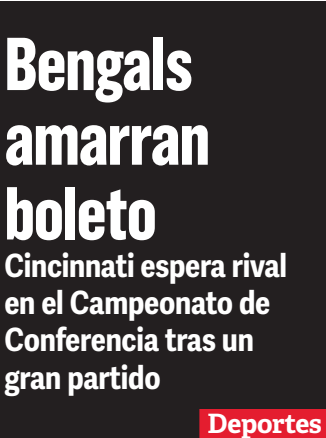 Bengals
amarran
boleto
Cincinnati espera rival
en el Campeonato de
Conferencia tras un
gran partido
Deportes